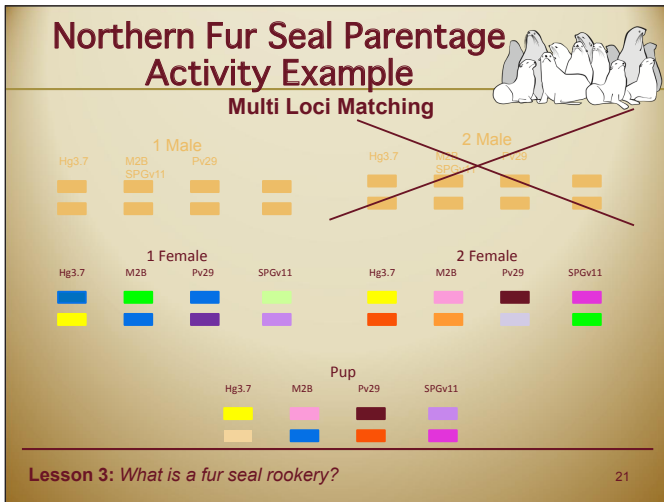 Northern Fur Seal Parentage
Activity Example
Multi Loci Matching
1 Male
Hg3.7 M2B Pv29
SPGv11
2 Male
Hg3.7 M2B Pv29
SPGv11
1 Female
Hg3.7 M2B Pv29 SPGv11
2 Female
Hg3.7 M2B Pv29 SPGv11
Pup
Hg3.7 M2B Pv29 SPGv11
Lesson 3: What is a fur seal rookery?
21